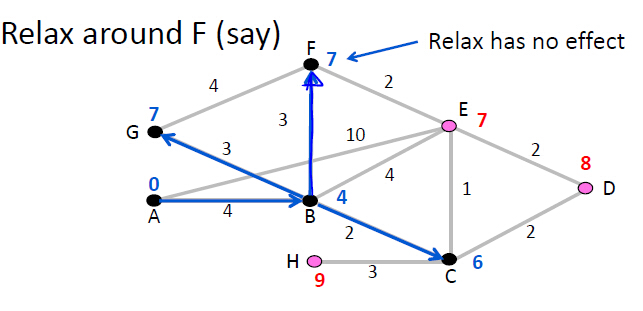 Relax around F (say)
F 7 Relax has no effect
4 2
7 E
G 3 7
3 10 2
0 4 8
A 4 B 4 1 D
2 2
H 3 C 6
9